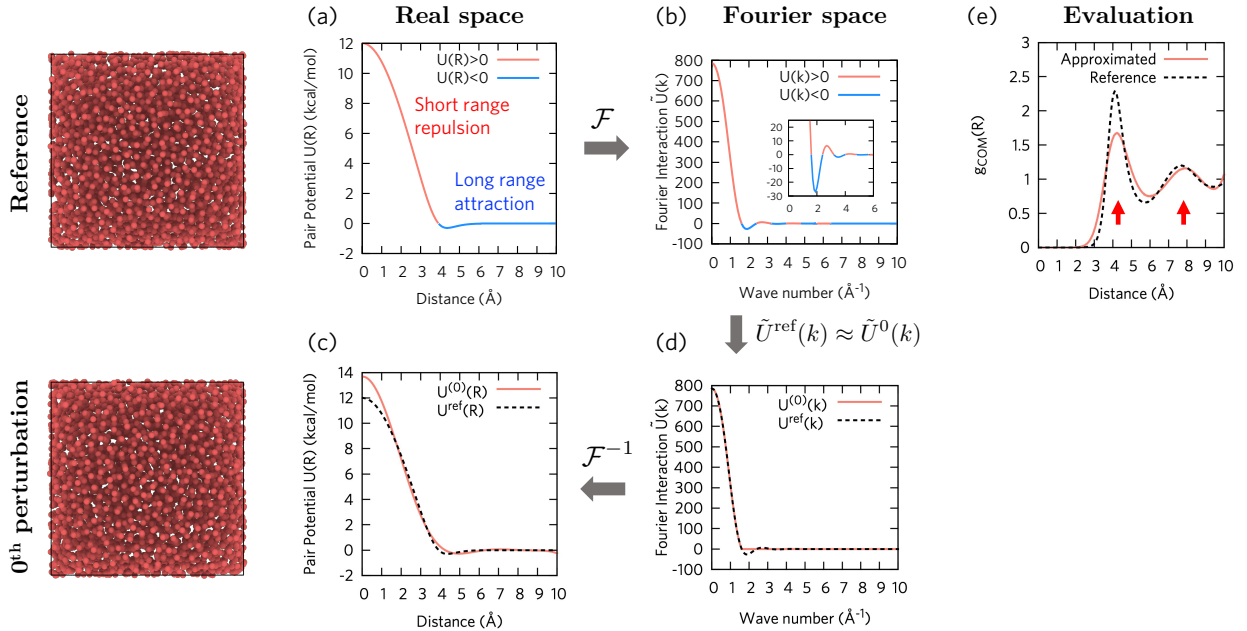 Real space
Fourier space
Evaluation
Reference
0th perturbation
(a)
Pair Potential U(R) (kcal/mol)
12
10
8
6
4
2
0
-2
U(R)>0
U(R)<0
Short range
repulsion
Long range
attraction
0 1 2 3 4 5 6 7 8 9 10
Distance (Å)
ℱ
(b)
Fourier Interaction Ũ(k)
800
700
600
500
400
300
200
100
0
-100
U(k)>0
U(k)<0
20
10
0
-10
-20
-30
0 2 4 6
0 1 2 3 4 5 6 7 8 9 10
Wave number (Å⁻¹)
(e)
g_COM(R)
3
2.5
2
1.5
1
0.5
0
Approximated
Reference
0 1 2 3 4 5 6 7 8 9 10
Distance (Å)
Ũ^ref(k) ≈ Ũ^0(k)
(c)
Pair Potential U(R) (kcal/mol)
14
12
10
8
6
4
2
0
-2
U^(0)(R)
U^ref(R)
0 1 2 3 4 5 6 7 8 9 10
Distance (Å)
ℱ⁻¹
(d)
Fourier Interaction Ũ(k)
800
700
600
500
400
300
200
100
0
-100
U^(0)(k)
U^ref(k)
0 1 2 3 4 5 6 7 8 9 10
Wave number (Å⁻¹)